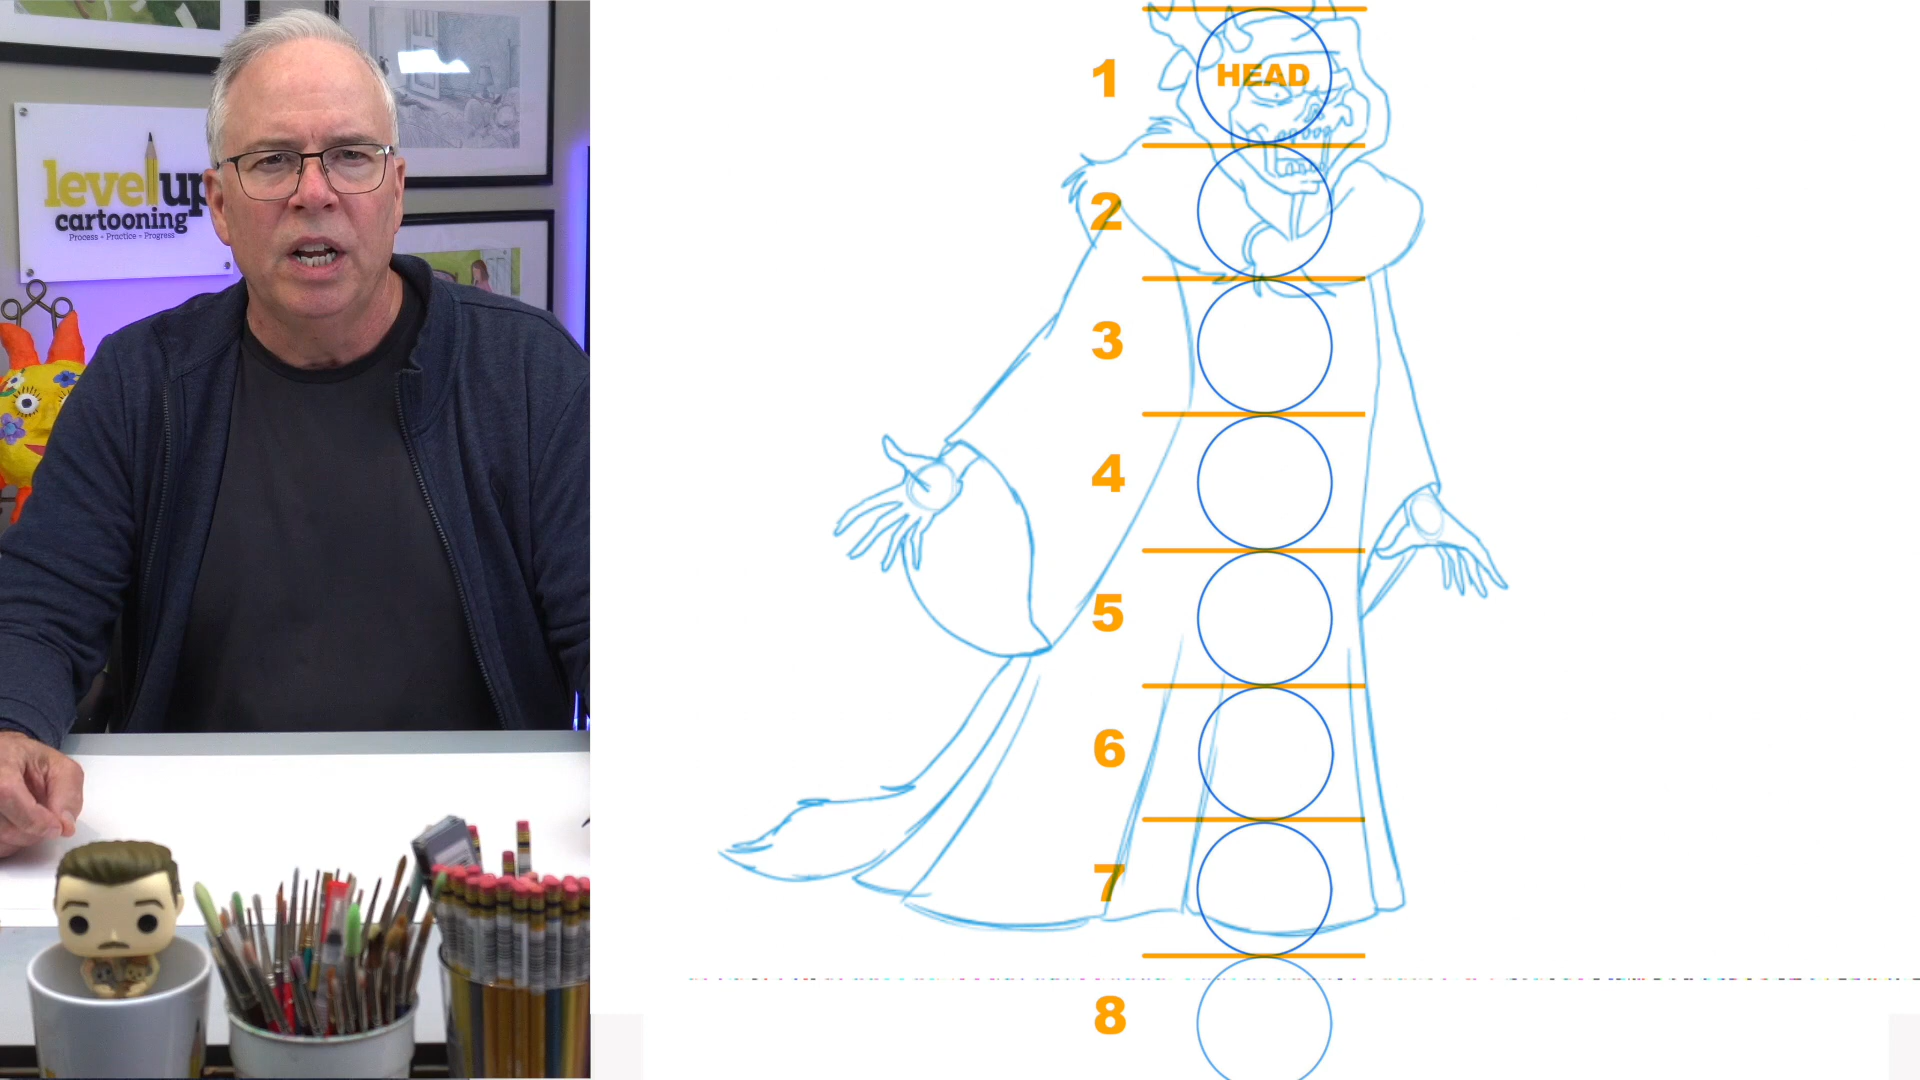 level up
cartooning
Process • Practice • Progress
1
HEAD
2
3
4
5
6
7
8